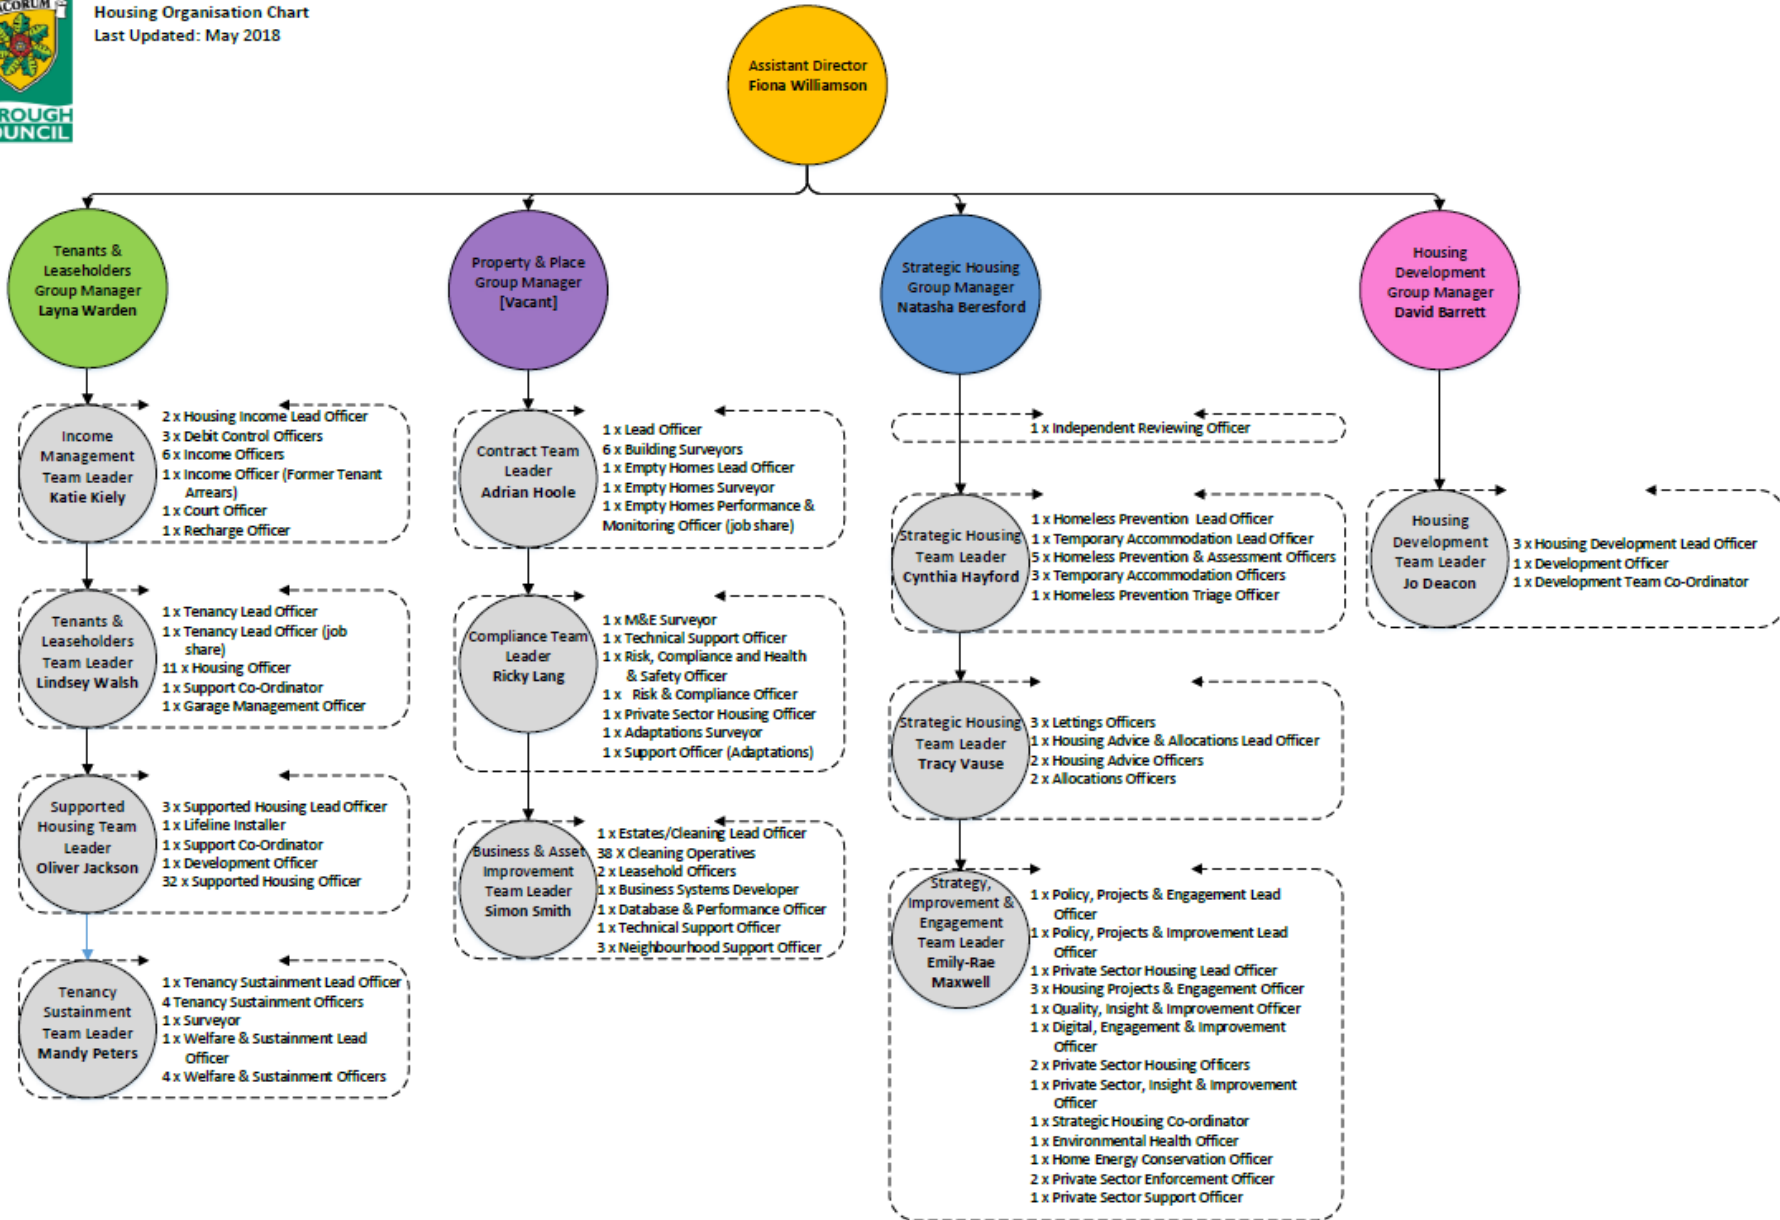 ACORUM
ROUGH
OUNCIL
Housing Organisation Chart
Last Updated: May 2018
Assistant Director
Fiona Williamson
Tenants &
Leaseholders
Group Manager
Layna Warden
Property & Place
Group Manager
[Vacant]
Strategic Housing
Group Manager
Natasha Beresford
Housing
Development
Group Manager
David Barrett
Income
Management
Team Leader
Katie Kiely
2 x Housing Income Lead Officer
3 x Debit Control Officers
6 x Income Officers
1 x Income Officer (Former Tenant
Arrears)
1 x Court Officer
1 x Recharge Officer
Tenants &
Leaseholders
Team Leader
Lindsey Walsh
1 x Tenancy Lead Officer
1 x Tenancy Lead Officer (job
share)
11 x Housing Officer
1 x Support Co-Ordinator
1 x Garage Management Officer
Supported
Housing Team
Leader
Oliver Jackson
3 x Supported Housing Lead Officer
1 x Lifeline Installer
1 x Support Co-Ordinator
1 x Development Officer
32 x Supported Housing Officer
Tenancy
Sustainment
Team Leader
Mandy Peters
1 x Tenancy Sustainment Lead Officer
4 Tenancy Sustainment Officers
1 x Surveyor
1 x Welfare & Sustainment Lead
Officer
4 x Welfare & Sustainment Officers
Contract Team
Leader
Adrian Hoole
1 x Lead Officer
6 x Building Surveyors
1 x Empty Homes Lead Officer
1 x Empty Homes Surveyor
1 x Empty Homes Performance &
Monitoring Officer (job share)
Compliance Team
Leader
Ricky Lang
1 x M&E Surveyor
1 x Technical Support Officer
1 x Risk, Compliance and Health
& Safety Officer
1 x Risk & Compliance Officer
1 x Private Sector Housing Officer
1 x Adaptations Surveyor
1 x Support Officer (Adaptations)
Business & Asset
Improvement
Team Leader
Simon Smith
1 x Estates/Cleaning Lead Officer
38 X Cleaning Operatives
2 x Leasehold Officers
1 x Business Systems Developer
1 x Database & Performance Officer
1 x Technical Support Officer
3 x Neighbourhood Support Officer
1 x Independent Reviewing Officer
Strategic Housing
Team Leader
Cynthia Hayford
1 x Homeless Prevention Lead Officer
1 x Temporary Accommodation Lead Officer
5 x Homeless Prevention & Assessment Officers
3 x Temporary Accommodation Officers
1 x Homeless Prevention Triage Officer
Strategic Housing
Team Leader
Tracy Vause
3 x Lettings Officers
1 x Housing Advice & Allocations Lead Officer
2 x Housing Advice Officers
2 x Allocations Officers
Strategy,
Improvement &
Engagement
Team Leader
Emily-Rae
Maxwell
1 x Policy, Projects & Engagement Lead
Officer
1 x Policy, Projects & Improvement Lead
Officer
1 x Private Sector Housing Lead Officer
3 x Housing Projects & Engagement Officer
1 x Quality, Insight & Improvement Officer
1 x Digital, Engagement & Improvement
Officer
2 x Private Sector Housing Officers
1 x Private Sector, Insight & Improvement
Officer
1 x Strategic Housing Co-ordinator
1 x Environmental Health Officer
1 x Home Energy Conservation Officer
2 x Private Sector Enforcement Officer
1 x Private Sector Support Officer
Housing
Development
Team Leader
Jo Deacon
3 x Housing Development Lead Officer
1 x Development Officer
1 x Development Team Co-Ordinator